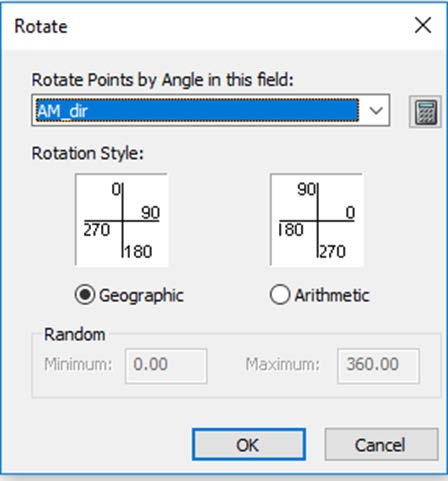 Rotate
Rotate Points by Angle in this field:
AM_dir
Rotation Style:
0
90
270
180
90
0
180
270
Geographic
Arithmetic
Random
Minimum: 0.00 Maximum: 360.00
OK Cancel